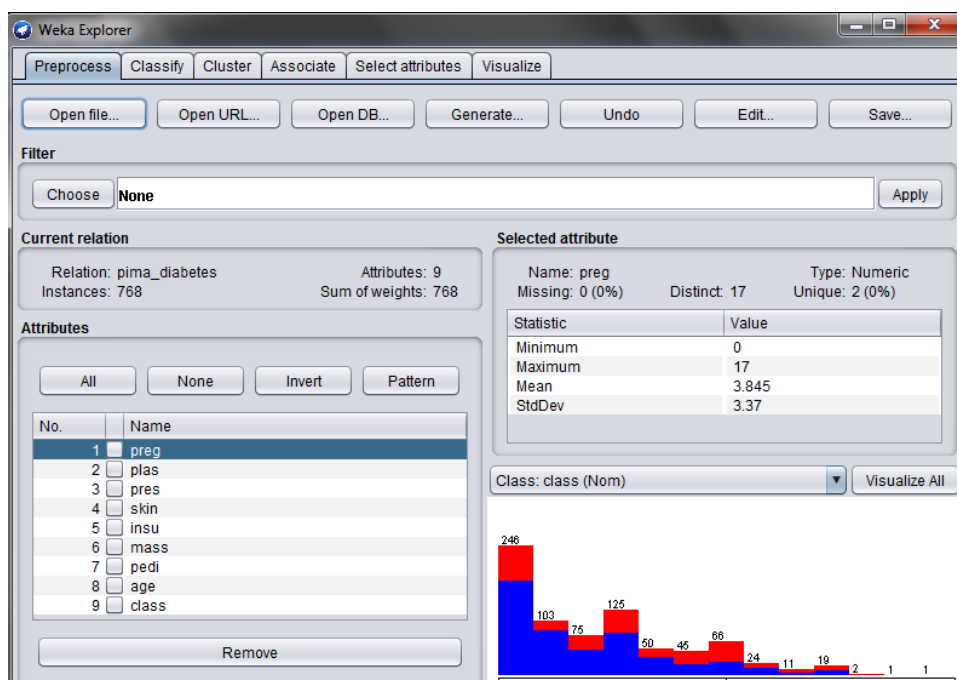 Weka Explorer
Preprocess Classify Cluster Associate Select attributes Visualize
Open file... Open URL... Open DB... Generate... Undo Edit... Save...
Filter
Choose None Apply
Current relation
Relation: pima_diabetes Attributes: 9
Instances: 768 Sum of weights: 768
Attributes
All None Invert Pattern
No. Name
1 preg
2 plas
3 pres
4 skin
5 insu
6 mass
7 pedi
8 age
9 class
Remove
Selected attribute
Name: preg Type: Numeric
Missing: 0 (0%) Distinct: 17 Unique: 2 (0%)
Statistic Value
Minimum 0
Maximum 17
Mean 3.845
StdDev 3.37
Class: class (Nom) Visualize All
246 103 75 125 50 45 66 24 11 19 2 1 1